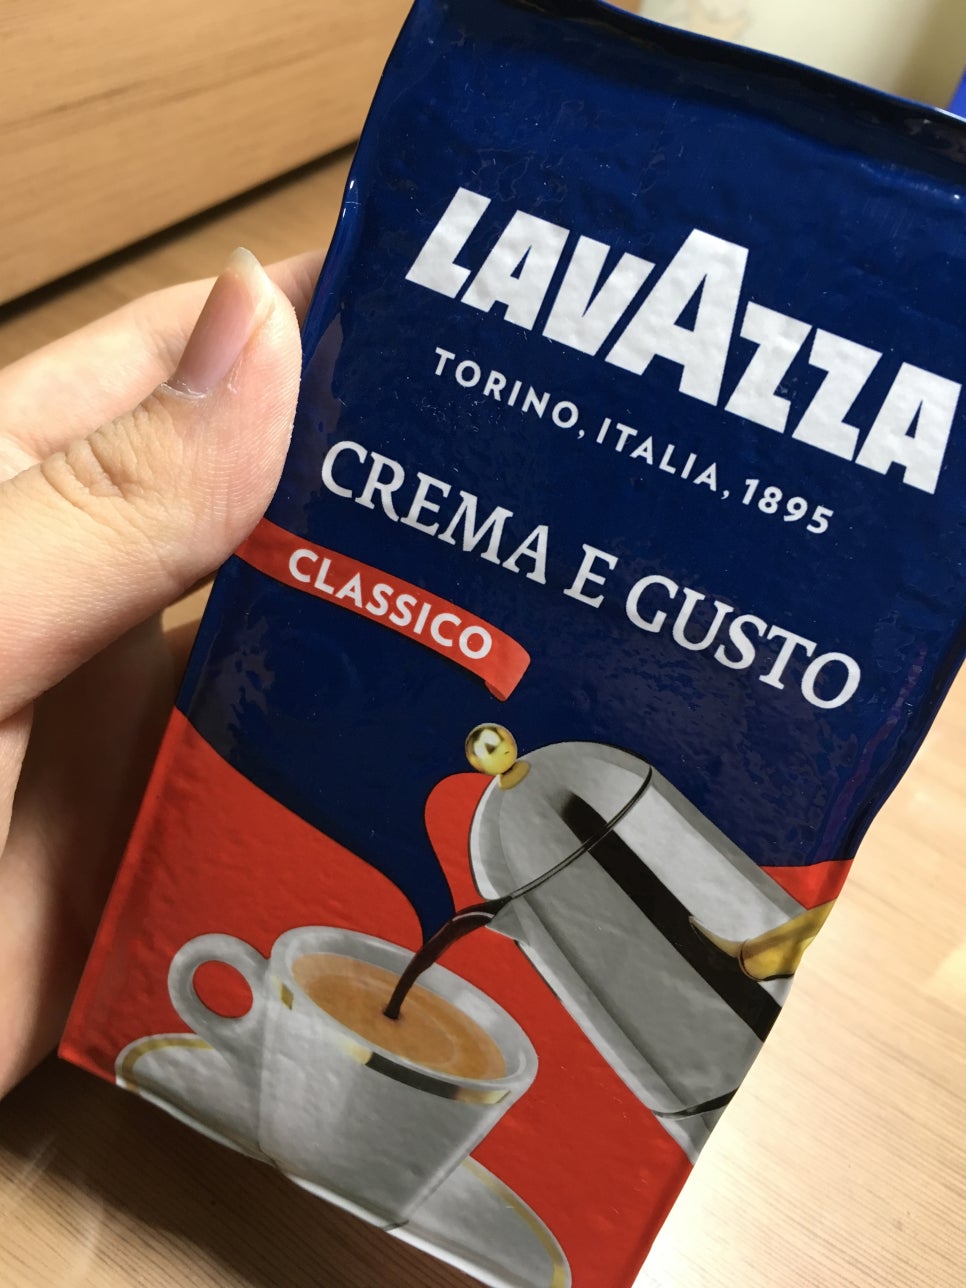 LAVAZZA
TORINO, ITALIA, 1895
CREMA E GUSTO
CLASSICO